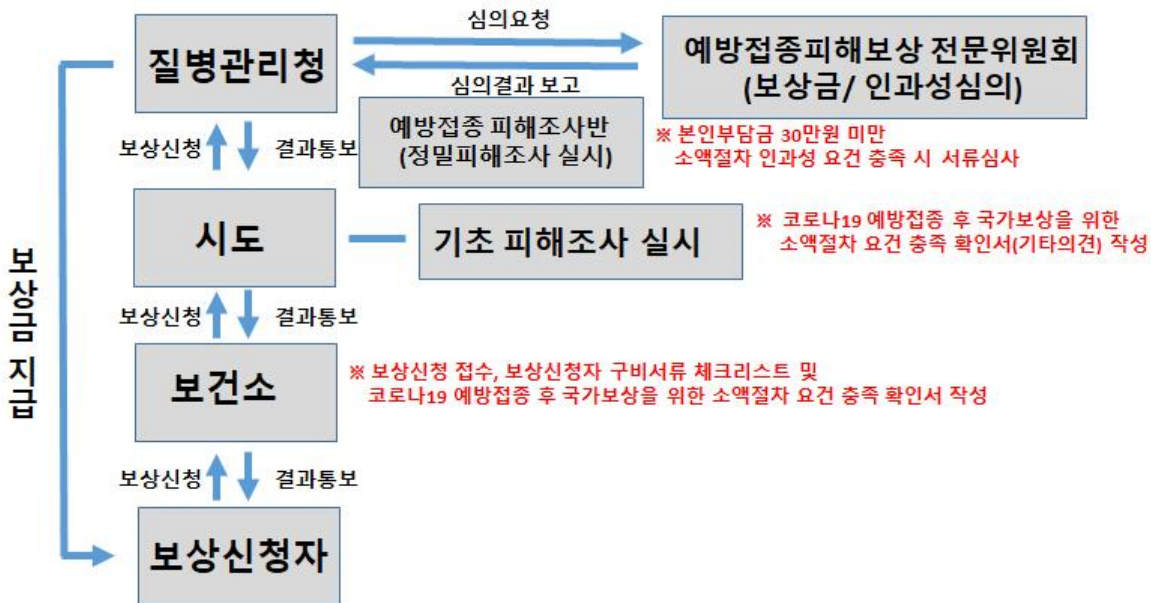 심의요청
질병관리청
예방접종피해보상 전문위원회
(보상금/ 인과성심의)
심의결과 보고
예방접종 피해조사반
(정밀피해조사 실시)
※ 본인부담금 30만원 미만
소액절차 인과성 요건 충족 시 서류심사
보상신청
결과통보
시도
기초 피해조사 실시
※ 코로나19 예방접종 후 국가보상을 위한
소액절차 요건 충족 확인서(기타의견) 작성
보상금 지급
보상신청
결과통보
보건소
※ 보상신청 접수, 보상신청자 구비서류 체크리스트 및
코로나19 예방접종 후 국가보상을 위한 소액절차 요건 충족 확인서 작성
보상신청
결과통보
보상신청자